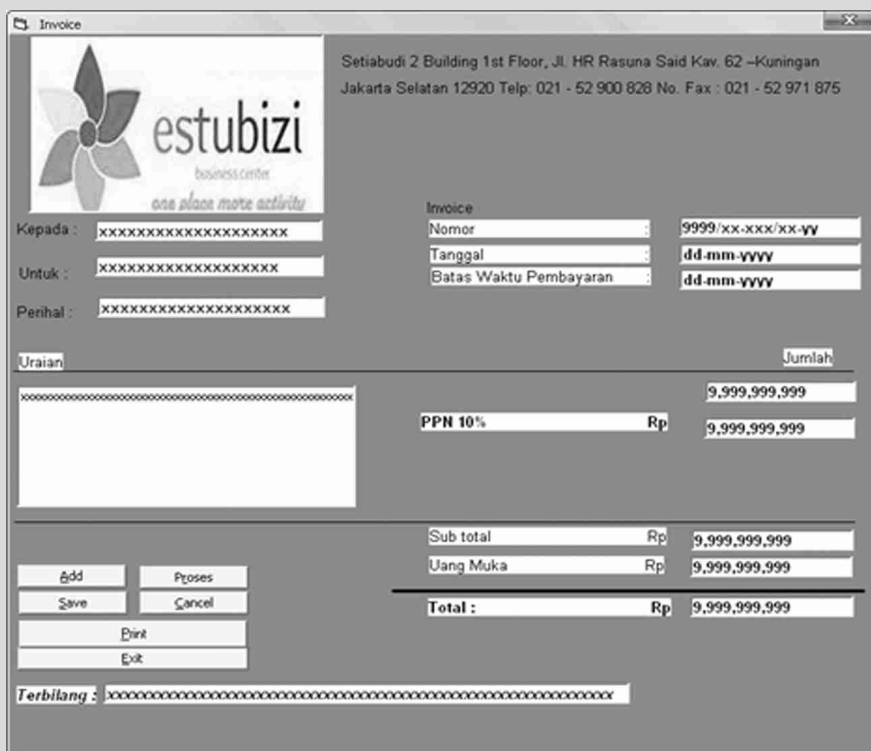 Invoice
estubizi
business center
one place more activity
Setiabudi 2 Building 1st Floor, Jl. HR Rasuna Said Kav. 62 –Kuningan
Jakarta Selatan 12920 Telp: 021 - 52 900 828 No. Fax : 021 - 52 971 875
Kepada : xxxxxxxxxxxxxxxxxxxx
Untuk : xxxxxxxxxxxxxxxxxxx
Perihal : xxxxxxxxxxxxxxxxxxxx
Invoice
Nomor : 9999/xx-xxx/xx-yy
Tanggal : dd-mm-yyyy
Batas Waktu Pembayaran : dd-mm-yyyy
Uraian Jumlah
xxxxxxxxxxxxxxxxxxxxxxxxxxxxxxxxxxxxxxxxxxxxxxxxxxxxxxx
9,999,999,999
PPN 10% Rp 9,999,999,999
Sub total Rp 9,999,999,999
Uang Muka Rp 9,999,999,999
Total : Rp 9,999,999,999
Add Proses
Save Cancel
Print
Exit
Terbilang : xxxxxxxxxxxxxxxxxxxxxxxxxxxxxxxxxxxxxxxxxxxxxxxxxxxxxxxxxxxxx